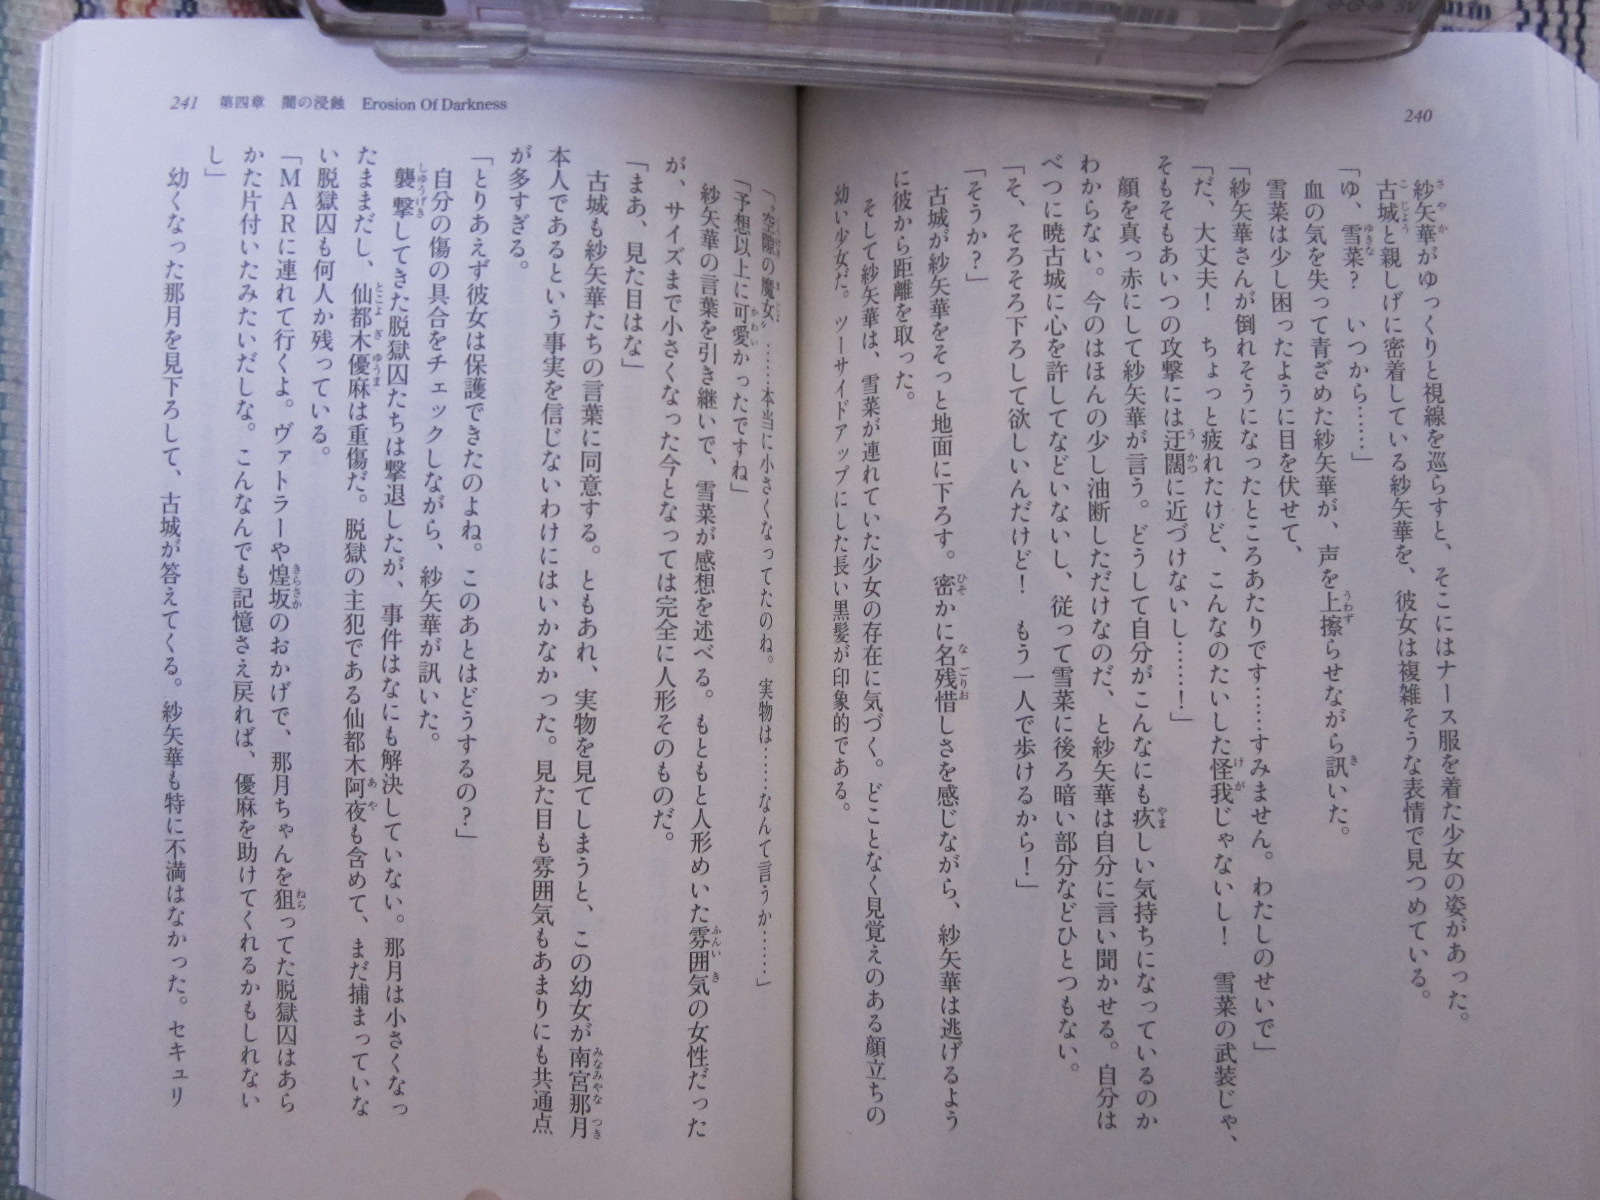 240
紗矢華がゆっくりと視線を巡らすと、そこにはナース服を着た少女の姿があった。
古城と親しげに密着している紗矢華を、彼女は複雑そうな表情で見つめている。
「ゆ、雪菜？　いつから……」
血の気を失って青ざめた紗矢華が、声を上擦らせながら訊いた。
雪菜は少し困ったように目を伏せて、
「紗矢華さんが倒れそうになったところあたりです……すみません。わたしのせいで」
「だ、大丈夫！　ちょっと疲れたけど、こんなのたいした怪我じゃないし！　雪菜の武装じゃ、
そもそもあいつの攻撃には迂闊に近づけないし……！」
顔を真っ赤にして紗矢華が言う。どうして自分がこんなにも疚しい気持ちになっているのか
わからない。今のはほんの少し油断しただけなのだ、と紗矢華は自分に言い聞かせる。自分は
べつに暁古城に心を許してなどいないし、従って雪菜に後ろ暗い部分などひとつもない。
「そ、そろそろ下ろして欲しいんだけど！　もう一人で歩けるから！」
「そうか？」
古城が紗矢華をそっと地面に下ろす。密かに名残惜しさを感じながら、紗矢華は逃げるよう
に彼から距離を取った。
そして紗矢華は、雪菜が連れていた少女の存在に気づく。どことなく見覚えのある顔立ちの
幼い少女だ。ツーサイドアップにした長い黒髪が印象的である。
241　第四章　闇の浸蝕　Erosion Of Darkness
「〝空隙の魔女〟……本当に小さくなってたのね。実物は……なんて言うか……」
「予想以上に可愛かったですね」
紗矢華の言葉を引き継いで、雪菜が感想を述べる。もともと人形めいた雰囲気の女性だった
が、サイズまで小さくなった今となっては完全に人形そのものだ。
「まあ、見た目はな」
古城も紗矢華たちの言葉に同意する。ともあれ、実物を見てしまうと、この幼女が南宮那月
本人であるという事実を信じないわけにはいかなかった。見た目も雰囲気もあまりにも共通点
が多すぎる。
「とりあえず彼女は保護できたのよね。このあとはどうするの？」
自分の傷の具合をチェックしながら、紗矢華が訊いた。
襲撃してきた脱獄囚たちは撃退したが、事件はなにも解決していない。那月は小さくなっ
たままだし、仙都木優麻は重傷だ。脱獄の主犯である仙都木阿夜も含めて、まだ捕まっていな
い脱獄囚も何人か残っている。
「ＭＡＲに連れて行くよ。ヴァトラーや煌坂のおかげで、那月ちゃんを狙ってた脱獄囚はあら
かた片付いたみたいだしな。こんなんでも記憶さえ戻れば、優麻を助けてくれるかもしれない
し」
幼くなった那月を見下ろして、古城が答えてくる。紗矢華も特に不満はなかった。セキュリ